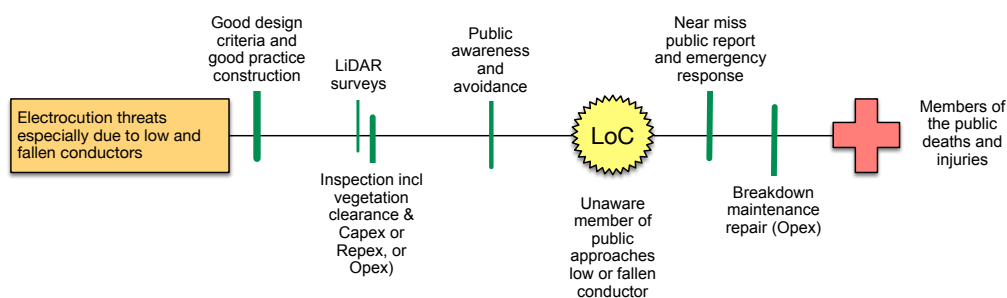 Good design
criteria and
good practice
construction
LiDAR
surveys
Public
awareness
and
avoidance
Near miss
public report
and emergency
response
Electrocution threats
especially due to low and
fallen conductors
LoC
Members of
the public
deaths and
injuries
Inspection incl
vegetation
clearance &
Capex or
Repex, or
Opex)
Unaware
member of
public
approaches
low or fallen
conductor
Breakdown
maintenance
repair (Opex)